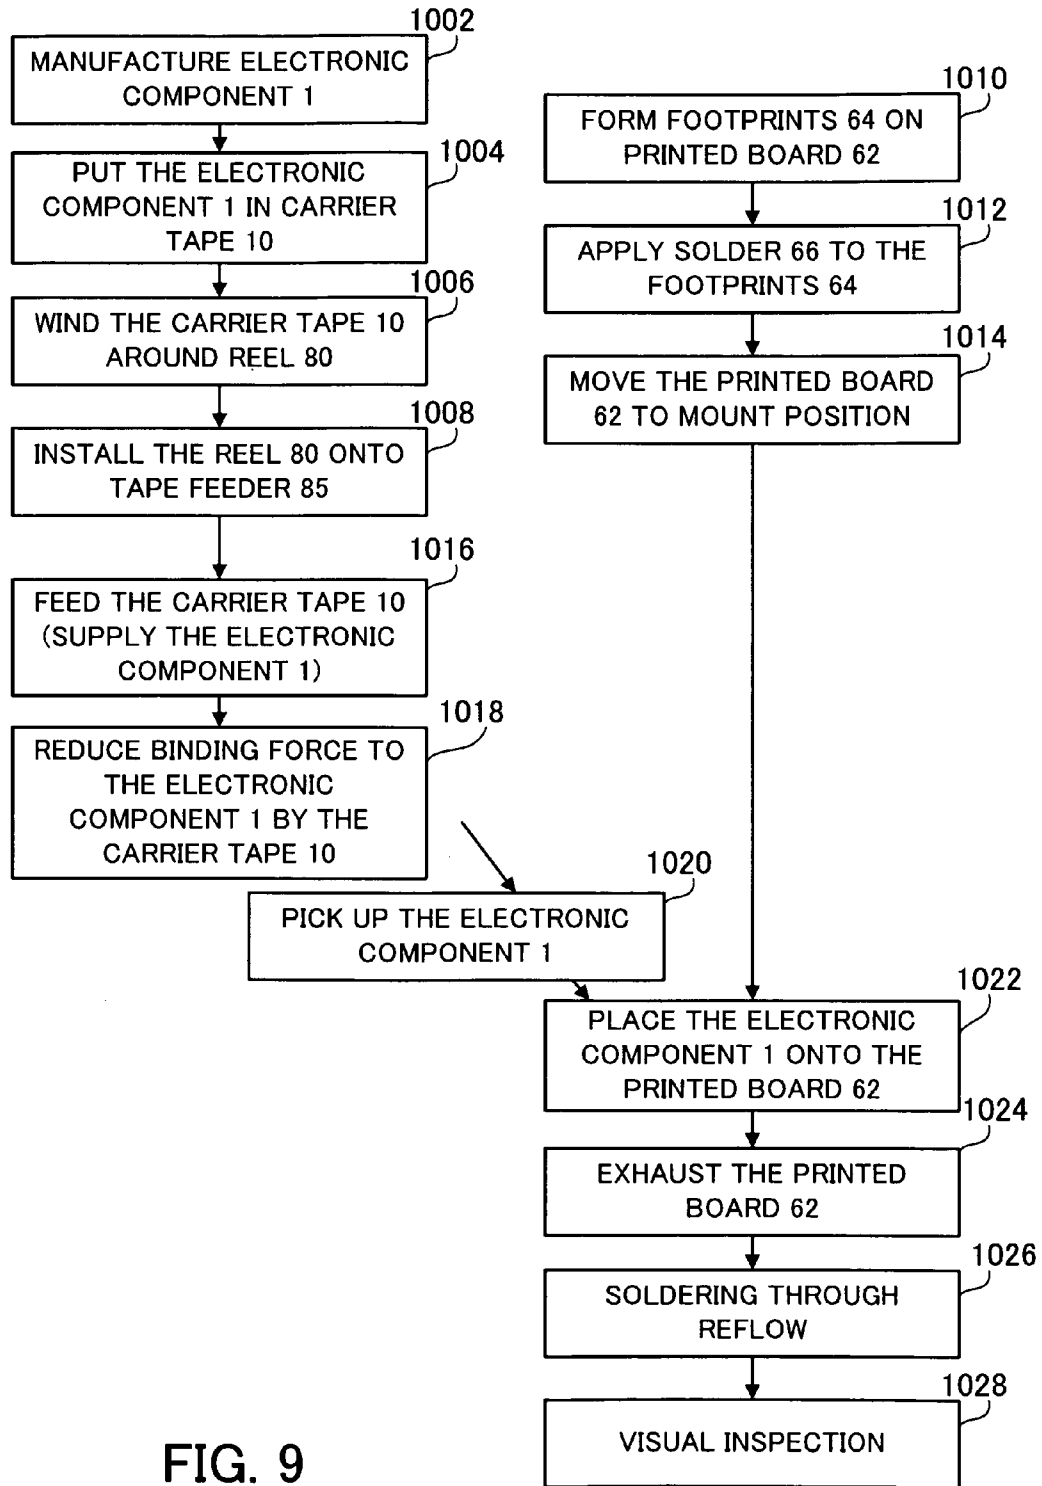 1002
MANUFACTURE ELECTRONIC
COMPONENT 1
1004
PUT THE ELECTRONIC
COMPONENT 1 IN CARRIER
TAPE 10
1006
WIND THE CARRIER TAPE 10
AROUND REEL 80
1008
INSTALL THE REEL 80 ONTO
TAPE FEEDER 85
1010
FORM FOOTPRINTS 64 ON
PRINTED BOARD 62
1012
APPLY SOLDER 66 TO THE
FOOTPRINTS 64
1014
MOVE THE PRINTED BOARD
62 TO MOUNT POSITION
1016
FEED THE CARRIER TAPE 10
(SUPPLY THE ELECTRONIC
COMPONENT 1)
1018
REDUCE BINDING FORCE TO
THE ELECTRONIC
COMPONENT 1 BY THE
CARRIER TAPE 10
1020
PICK UP THE ELECTRONIC
COMPONENT 1
1022
PLACE THE ELECTRONIC
COMPONENT 1 ONTO THE
PRINTED BOARD 62
1024
EXHAUST THE PRINTED
BOARD 62
1026
SOLDERING THROUGH
REFLOW
1028
VISUAL INSPECTION
FIG. 9